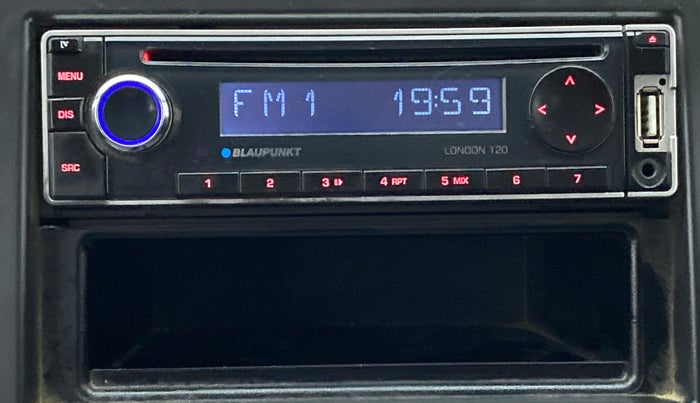 MENU
FM1 19:59
DIS
BLAUPUNKT LONDON 120
SRC
1 2 3 4 RPT 5 MIX 6 7